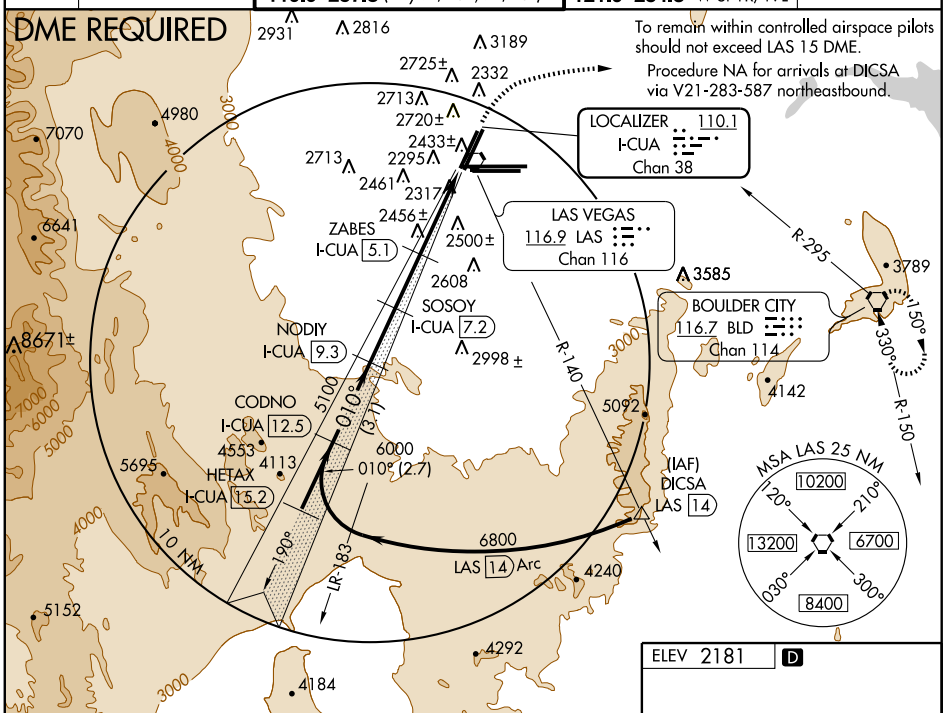 DME REQUIRED
To remain within controlled airspace pilots
should not exceed LAS 15 DME.
Procedure NA for arrivals at DICSA
via V21-283-587 northeastbound.
2931
2816
3189
2725±
2332
2713
2720±
2433±
2713
2295
2461
2317
2456±
2500±
2608
2998 ±
3000
4980
4000
7070
6641
8671±
7000
6000
5000
LOCALIZER 110.1
I-CUA
Chan 38
LAS VEGAS
116.9 LAS
Chan 116
R-295
3789
3585
BOULDER CITY
116.7 BLD
Chan 114
150°
330°
R-150
4142
ZABES
I-CUA 5.1
SOSOY
I-CUA 7.2
NODIY
I-CUA 9.3
CODNO
I-CUA 12.5
HETAX
I-CUA 15.2
5100
010°
(3.1)
6000
010° (2.7)
R-140
3000
5092
4553
4113
5695
(IAF)
DICSA
LAS 14
6800
LAS 14 Arc
190°
LR-183
10 NM
4000
5152
3000
4184
4292
4240
MSA LAS 25 NM
10200
120°
210°
13200
6700
030°
300°
8400
ELEV 2181 D